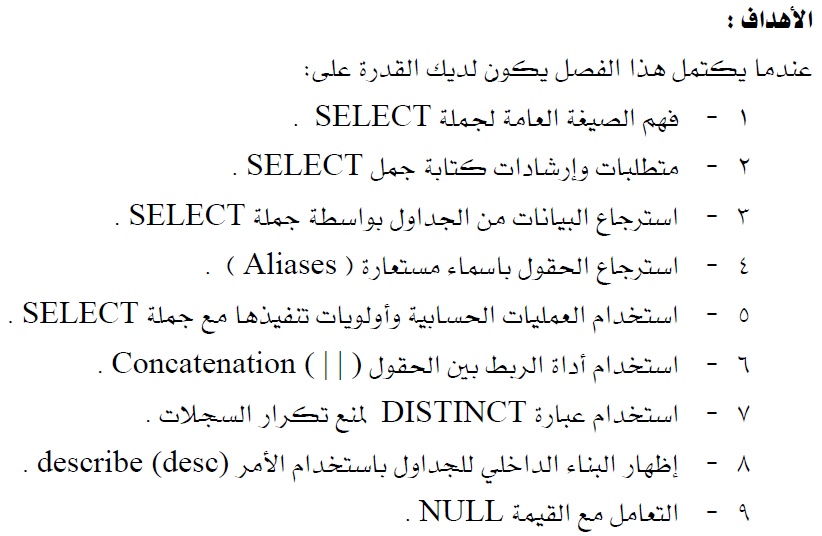 الأهداف :
عندما يكتمل هذا الفصل يكون لديك القدرة على:
١ - فهم الصيغة العامة لجملة SELECT .
٢ - متطلبات وإرشادات كتابة جمل SELECT .
٣ - استرجاع البيانات من الجداول بواسطة جملة SELECT .
٤ - استرجاع الحقول باسماء مستعارة ( Aliases ) .
٥ - استخدام العمليات الحسابية وأولويات تنفيذها مع جملة SELECT .
٦ - استخدام أداة الربط بين الحقول ( || ) Concatenation .
٧ - استخدام عبارة DISTINCT لمنع تكرار السجلات .
٨ - إظهار البناء الداخلي للجداول باستخدام الأمر describe (desc) .
٩ - التعامل مع القيمة NULL .